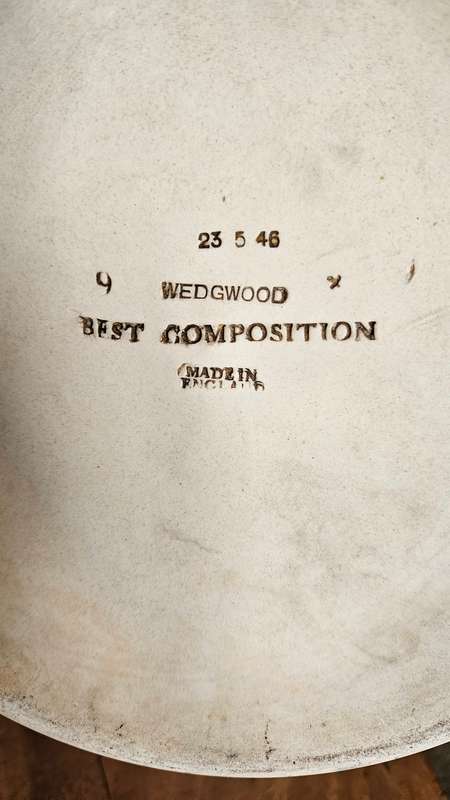 23 5 46
9 WEDGWOOD x
BEST COMPOSITION
MADE IN
ENGLAND